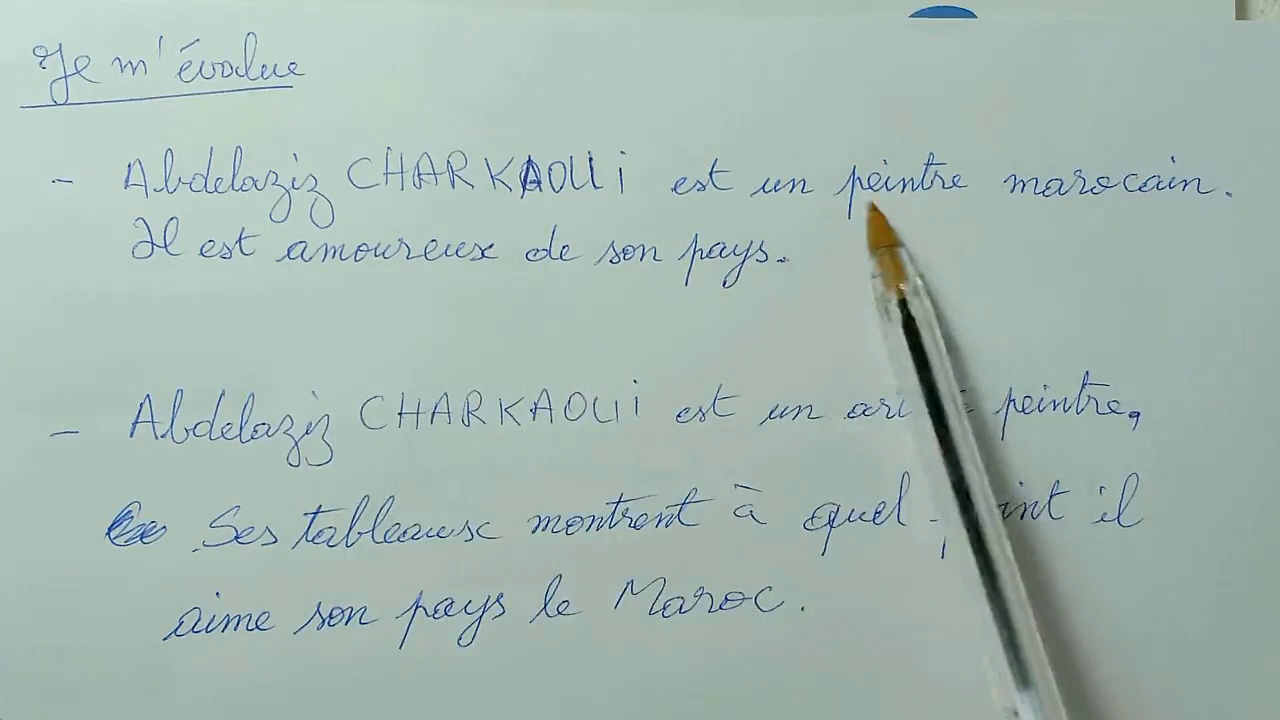 Je m'évalue
- Abdelaziz CHARKAOUi est un peintre marocain.
Il est amoureux de son pays.
- Abdelaziz CHARKAOUi est un peintre,
Ses tableaux montrent à quel il
aime son pays le Maroc.